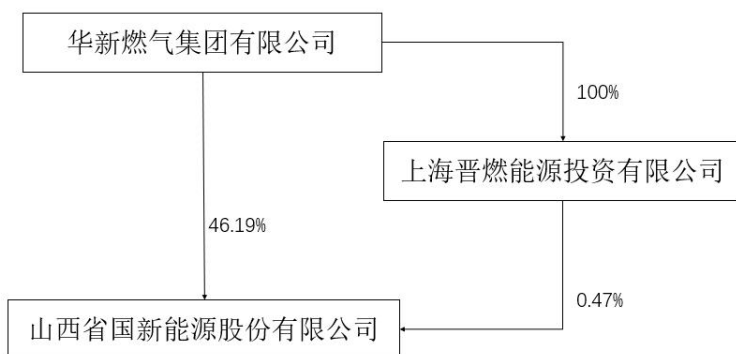 华新燃气集团有限公司
100%
上海晋燃能源投资有限公司
46.19%
0.47%
山西省国新能源股份有限公司